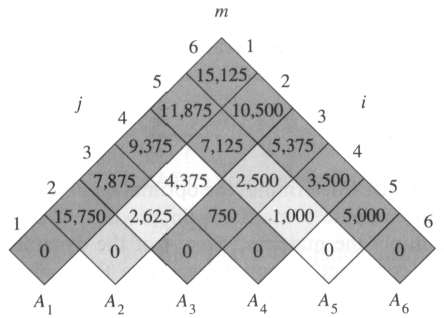 m
6 1
15,125
5 2
11,875 10,500
j i
4 3
9,375 7,125 5,375
3 4
7,875 4,375 2,500 3,500
2 5
15,750 2,625 750 1,000 5,000
1 6
0 0 0 0 0 0
A1 A2 A3 A4 A5 A6